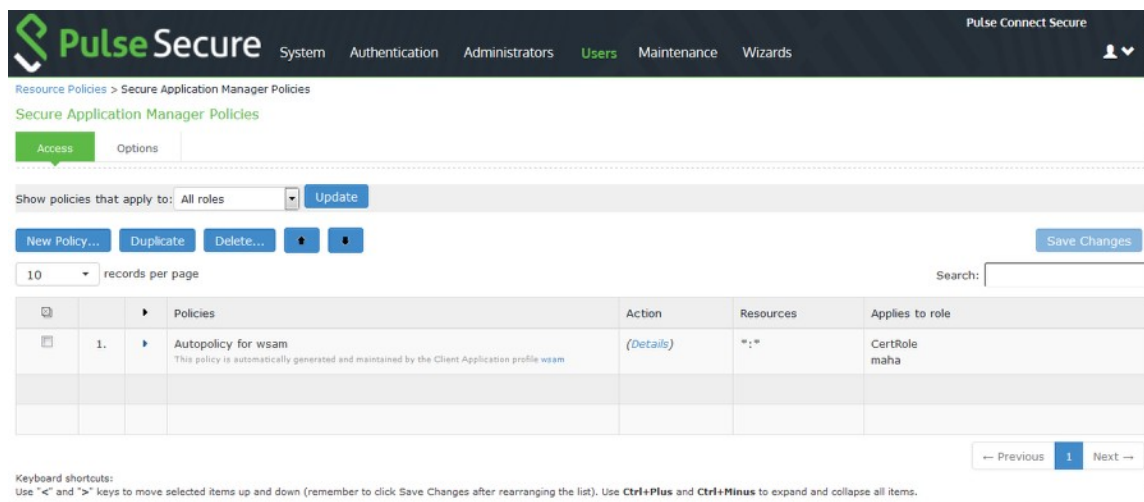 Pulse Connect Secure
Pulse Secure
System Authentication Administrators Users Maintenance Wizards
Resource Policies > Secure Application Manager Policies
Secure Application Manager Policies
Access Options
Show policies that apply to: All roles Update
New Policy... Duplicate Delete... Save Changes
10 records per page Search:
Policies Action Resources Applies to role
1. Autopolicy for wsam (Details) *:* CertRole
This policy is automatically generated and maintained by the Client Application profile wsam maha
← Previous 1 Next →
Keyboard shortcuts:
Use "<" and ">" keys to move selected items up and down (remember to click Save Changes after rearranging the list). Use Ctrl+Plus and Ctrl+Minus to expand and collapse all items.